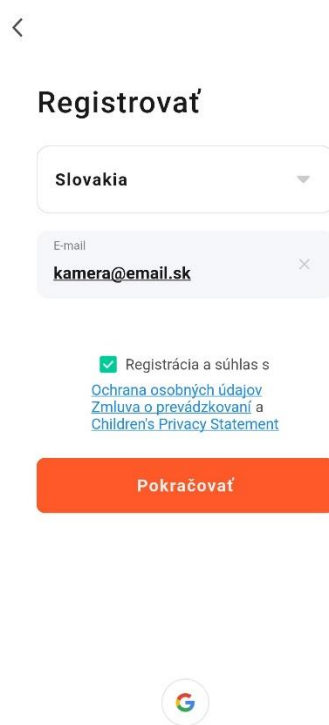 Registrovať
Slovakia
E-mail
kamera@email.sk
Registrácia a súhlas s
Ochrana osobných údajov
Zmluva o prevádzkovaní a
Children's Privacy Statement
Pokračovať